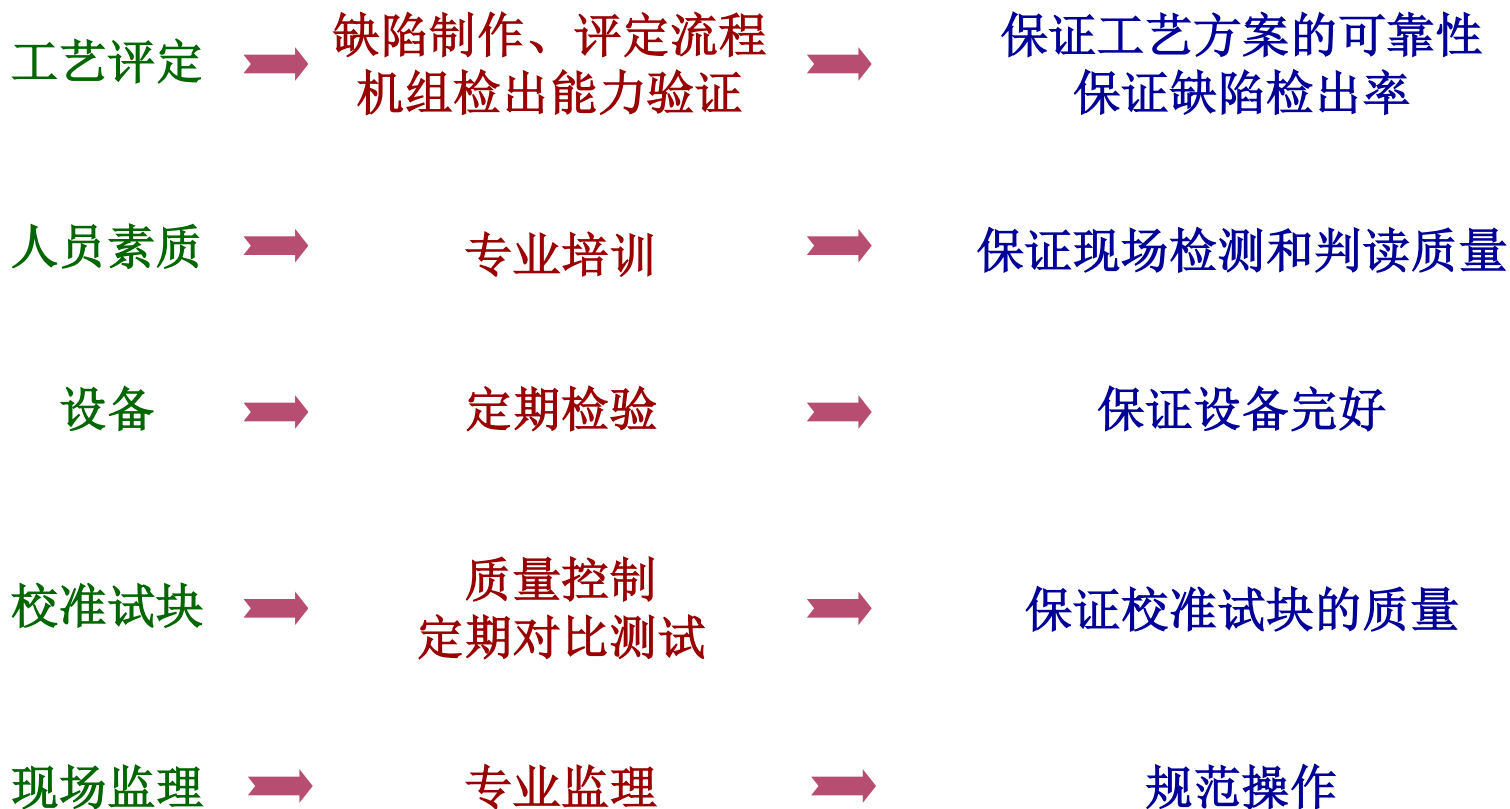 工艺评定
缺陷制作、评定流程
机组检出能力验证
保证工艺方案的可靠性
保证缺陷检出率
人员素质
专业培训
保证现场检测和判读质量
设备
定期检验
保证设备完好
校准试块
质量控制
定期对比测试
保证校准试块的质量
现场监理
专业监理
规范操作